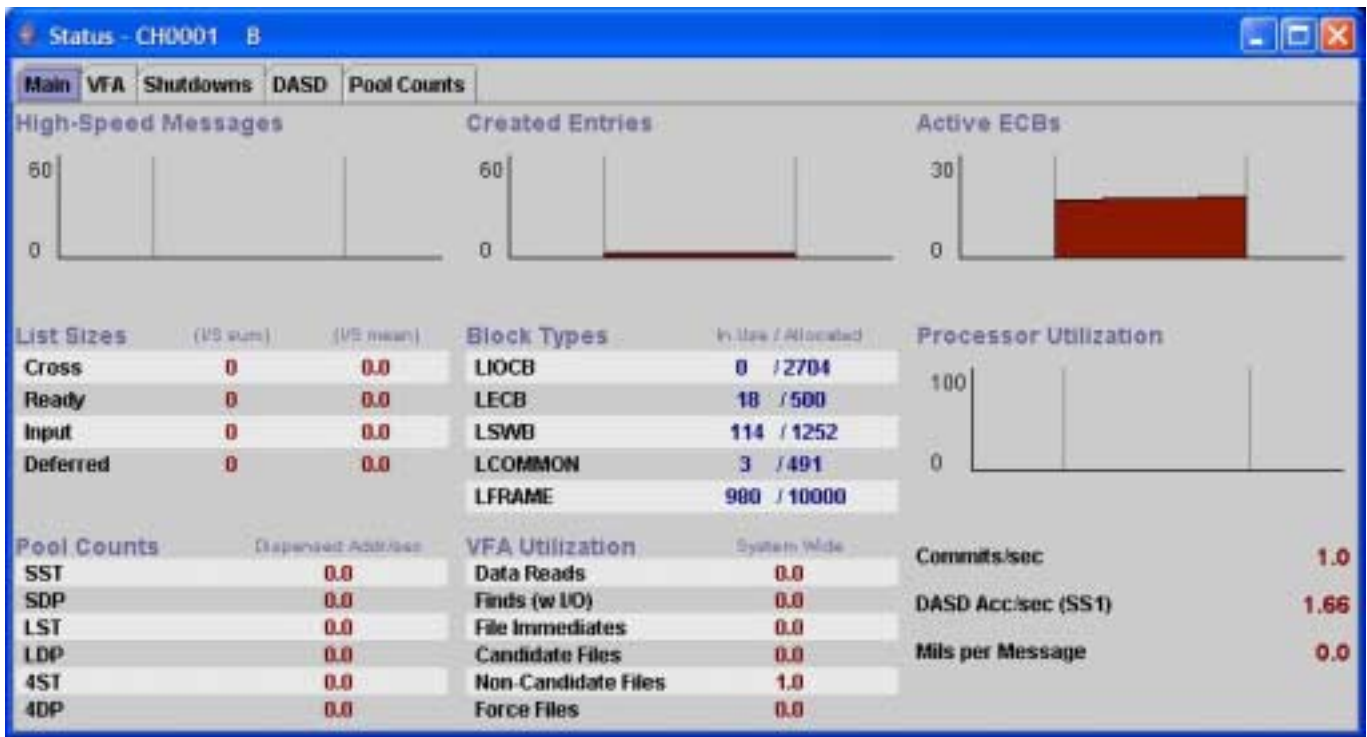 Status - CH0001 B
Main VFA Shutdowns DASD Pool Counts
High-Speed Messages Created Entries Active ECBs
60 60 30
0 0 0
List Sizes (I/S sum) (I/S mean) Block Types In Use / Allocated Processor Utilization
Cross 0 0.0 LIOCB 0 / 2704
100
Ready 0 0.0 LECB 18 / 500
Input 0 0.0 LSWB 114 / 1252
Deferred 0 0.0 LCOMMON 3 / 491 0
LFRAME 980 / 10000
Pool Counts Dispensed Addr/sec VFA Utilization System Wide
SST 0.0 Data Reads 0.0 Commits/sec 1.0
SDP 0.0 Finds (w I/O) 0.0 DASD Acc/sec (SS1) 1.66
LST 0.0 File Immediates 0.0
LDP 0.0 Candidate Files 0.0 Mils per Message 0.0
4ST 0.0 Non-Candidate Files 1.0
4DP 0.0 Force Files 0.0